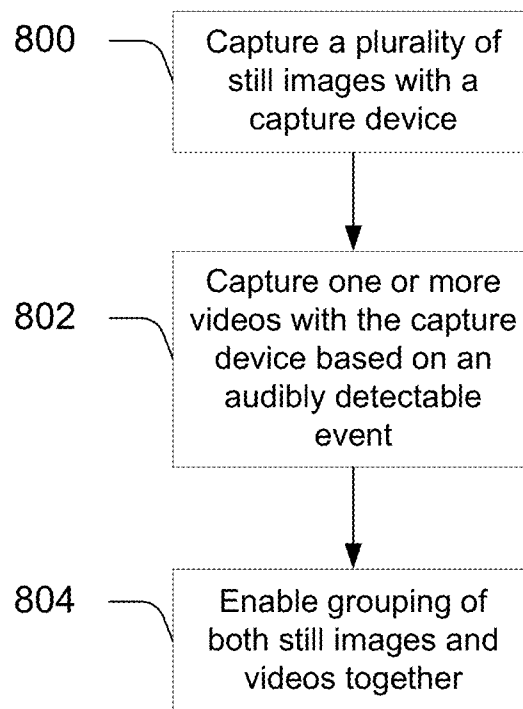 800
Capture a plurality of
still images with a
capture device
802
Capture one or more
videos with the capture
device based on an
audibly detectable
event
804
Enable grouping of
both still images and
videos together